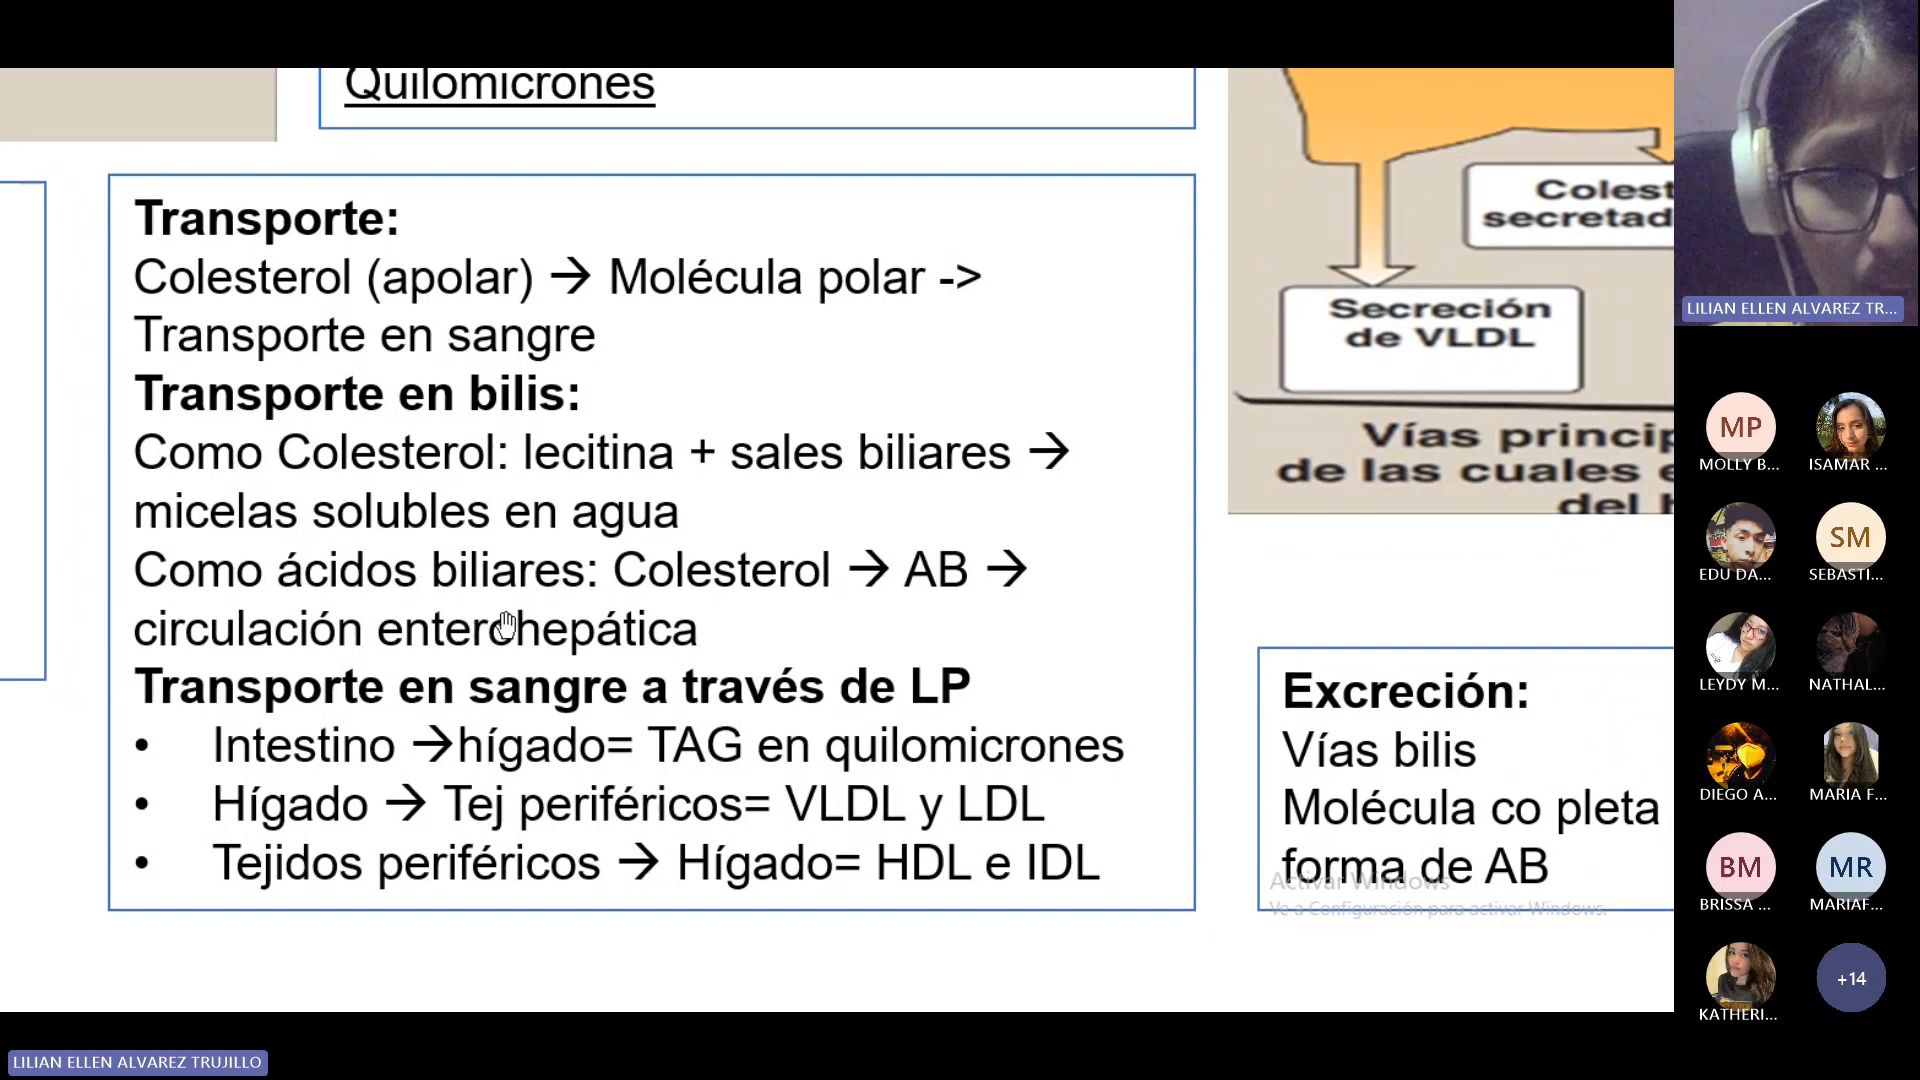 Quilomicrones
Transporte:
Colesterol (apolar) → Molécula polar ->
Transporte en sangre
Transporte en bilis:
Como Colesterol: lecitina + sales biliares →
micelas solubles en agua
Como ácidos biliares: Colesterol → AB →
circulación enterohepática
Transporte en sangre a través de LP
• Intestino →hígado= TAG en quilomicrones
• Hígado → Tej periféricos= VLDL y LDL
• Tejidos periféricos → Hígado= HDL e IDL
Colest
secretad
Secreción
de VLDL
Vías princip
de las cuales e
del h
Excreción:
Vías bilis
Molécula co pleta
forma de AB
Activar Windows
Ve a Configuración para activar Windows.
LILIAN ELLEN ALVAREZ TR...
MP
MOLLY B...
ISAMAR ...
EDU DA...
SM
SEBASTI...
LEYDY M...
NATHAL...
DIEGO A...
MARIA F...
BM
BRISSA ...
MR
MARIAF...
KATHERI...
+14
LILIAN ELLEN ALVAREZ TRUJILLO